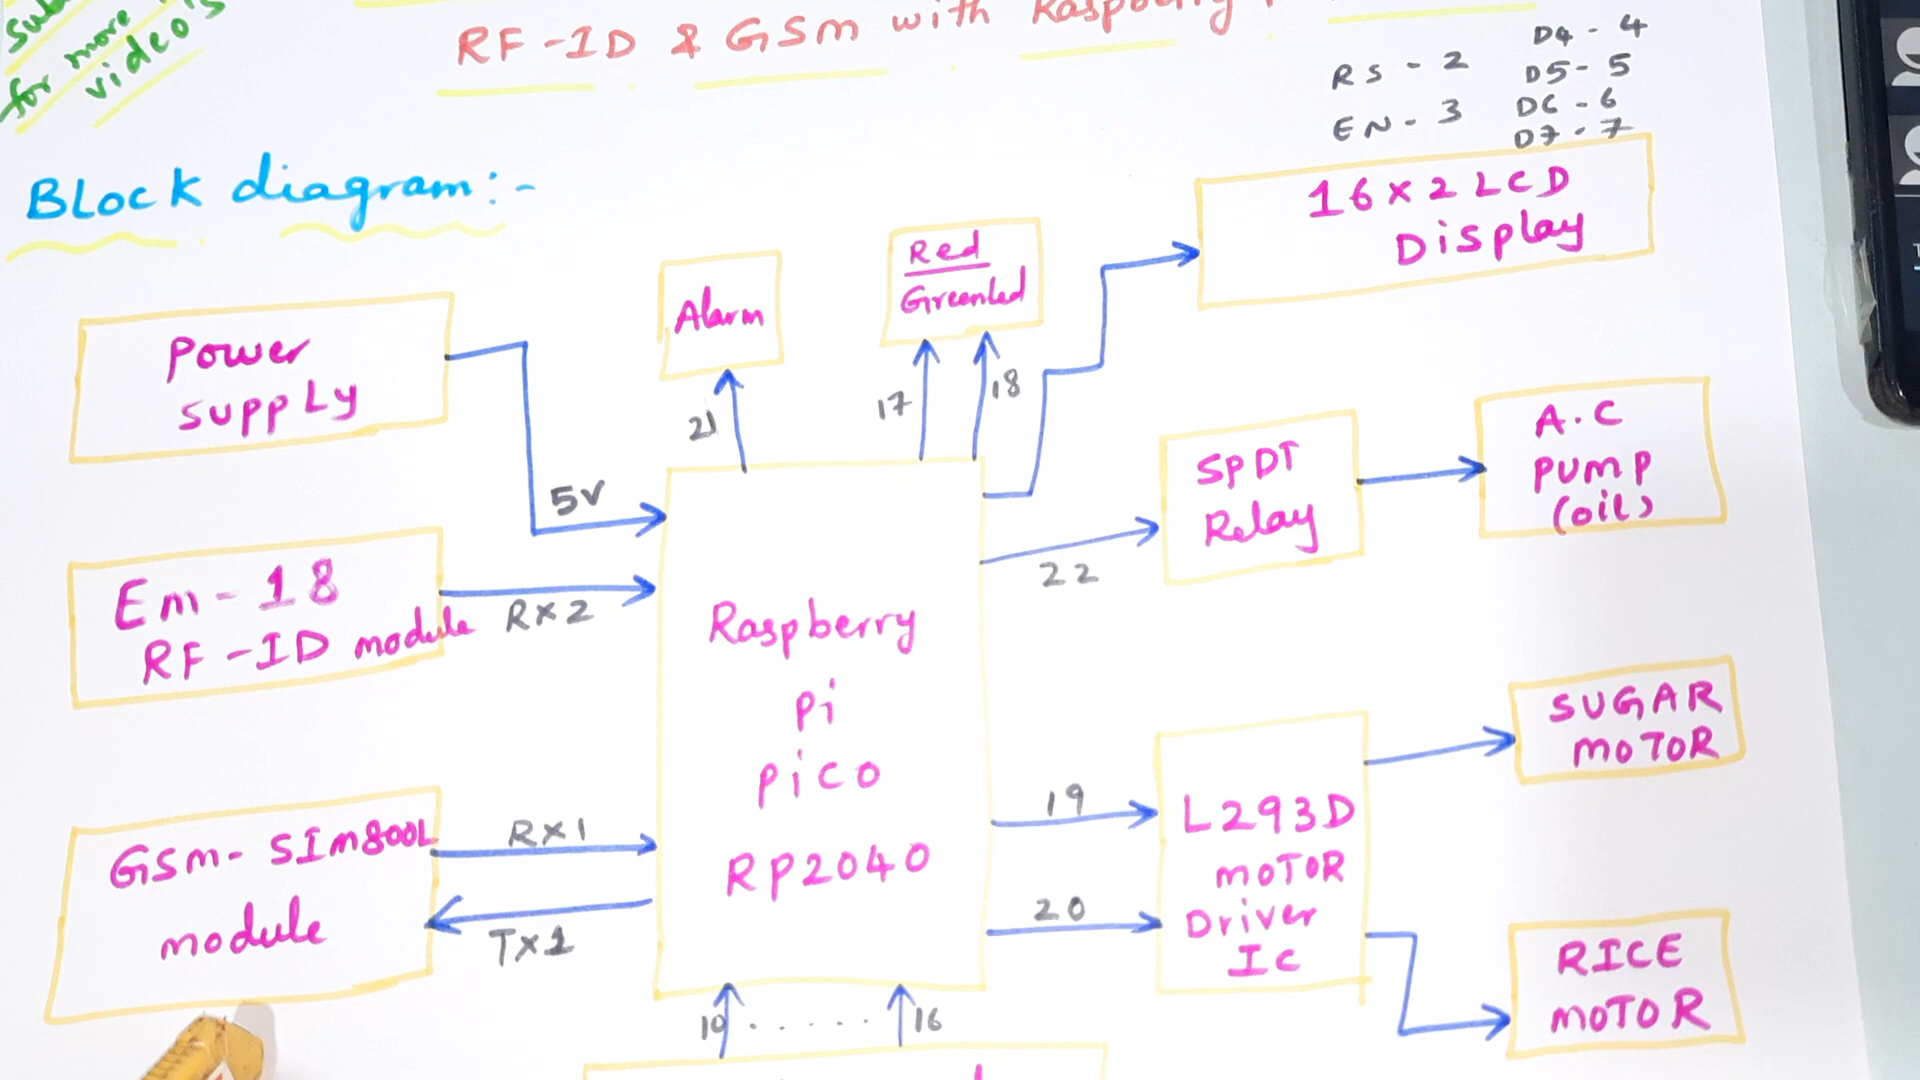 for more
videos
RF-ID & GSm with Raspberry
RS - 2
EN - 3
D4 - 4
D5 - 5
D6 - 6
D7 - 7
Block diagram:-
16x2 LCD
Display
Red
Greenled
Alarm
Power
supply
21
17
18
5V
SPDT
Relay
A.C
PUMP
(oil)
22
Em-18
RF-ID module
RX2
Raspberry
Pi
Pico
RP2040
SUGAR
MOTOR
GSm-SIm800L
module
RX1
TX1
19
20
L293D
MOTOR
Driver
IC
RICE
MOTOR
10 . . . . . . 16